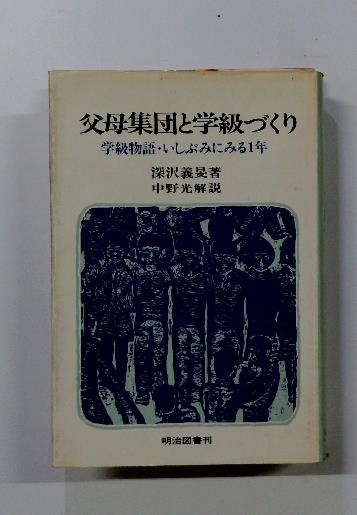 父母集団と学級づくり
学級物語・いしぶみにみる1年
深沢義旻著
中野光解説
明治図書刊